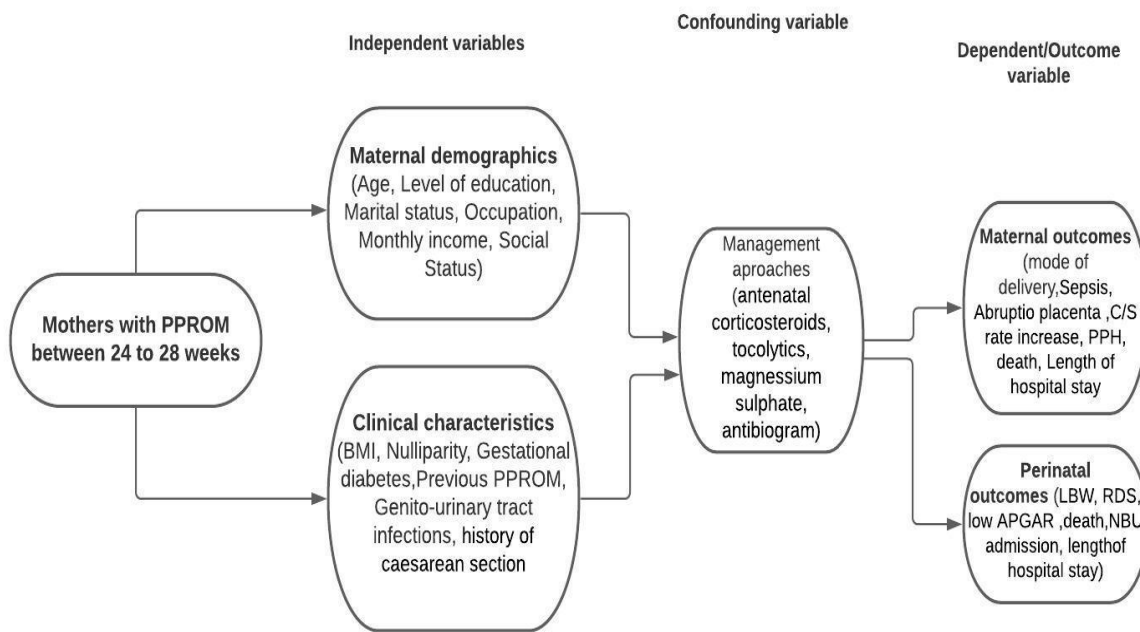 Independent variables
Confounding variable
Dependent/Outcome
variable
Mothers with PPROM
between 24 to 28 weeks
Maternal demographics
(Age, Level of education,
Marital status, Occupation,
Monthly income, Social
Status)
Clinical characteristics
(BMI, Nulliparity, Gestational
diabetes,Previous PPROM,
Genito-urinary tract
infections, history of
caesarean section
Management
aproaches
(antenatal
corticosteroids,
tocolytics,
magnessium
sulphate,
antibiogram)
Maternal outcomes
(mode of
delivery,Sepsis,
Abruptio placenta ,C/S
rate increase, PPH,
death, Length of
hospital stay
Perinatal
outcomes (LBW, RDS,
low APGAR ,death,NBU
admission, lengthof
hospital stay)